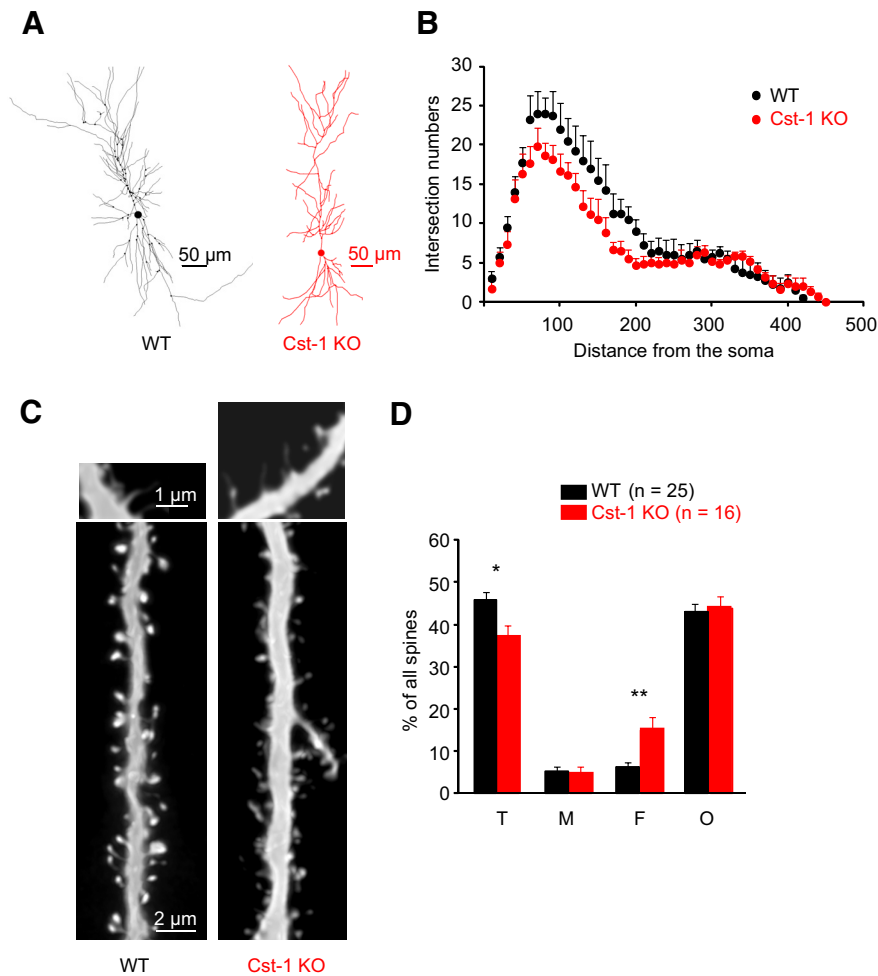 A
50 µm
WT
50 µm
Cst-1 KO
B
Intersection numbers
30
25
20
15
10
5
0
WT
Cst-1 KO
100
200
300
400
500
Distance from the soma
C
1 µm
2 µm
WT
Cst-1 KO
D
WT (n = 25)
Cst-1 KO (n = 16)
% of all spines
60
50
40
30
20
10
0
*
**
T
M
F
O